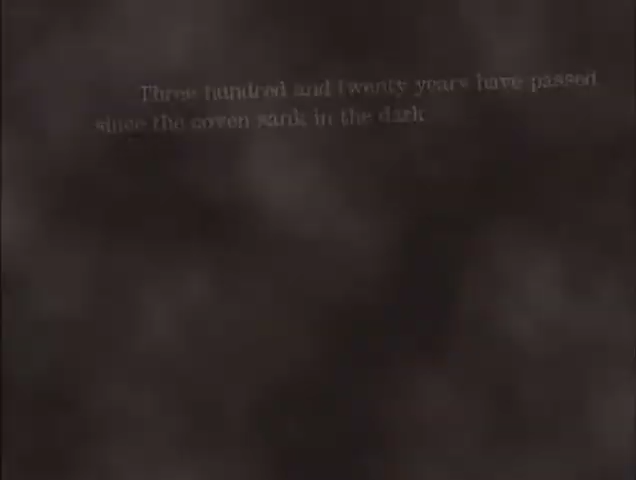 Three hundred and twenty years have passed
since the coven sank in the dark